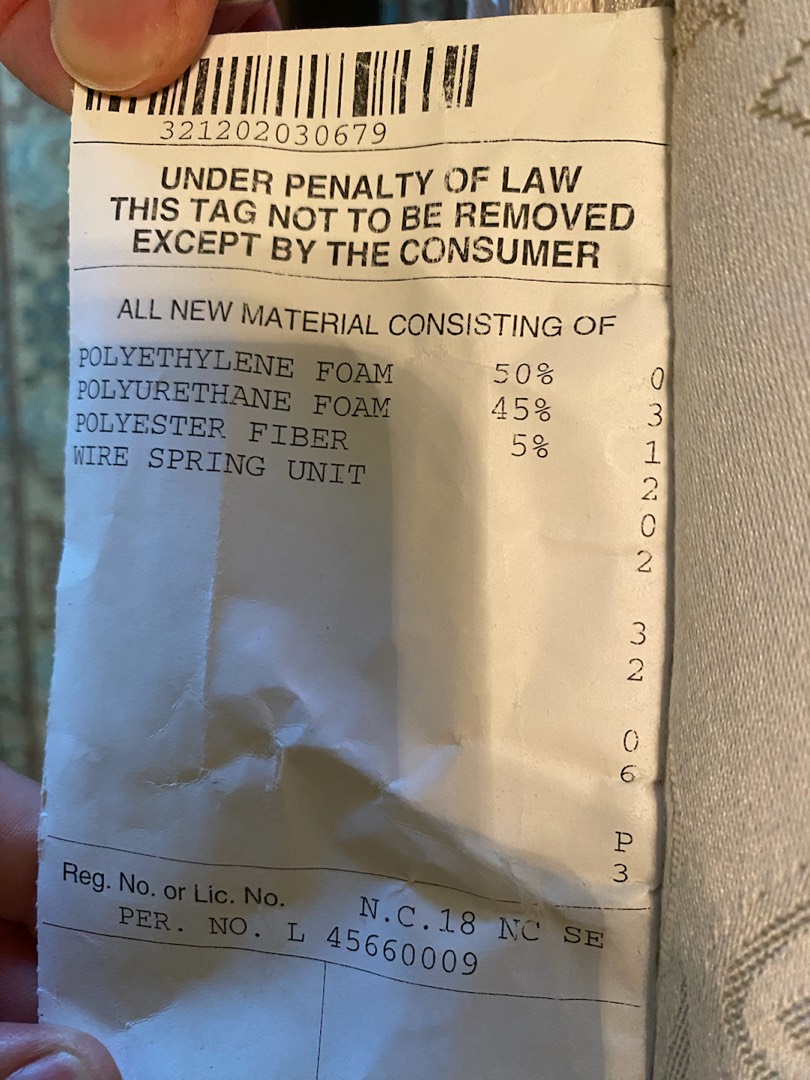 321202030679
UNDER PENALTY OF LAW
THIS TAG NOT TO BE REMOVED
EXCEPT BY THE CONSUMER
ALL NEW MATERIAL CONSISTING OF
POLYETHYLENE FOAM 50%
POLYURETHANE FOAM 45%
POLYESTER FIBER 5%
WIRE SPRING UNIT
0
3
1
2
0
2
3
2
0
6
P
3
Reg. No. or Lic. No. N.C.18 NC SE
PER. NO. L 45660009